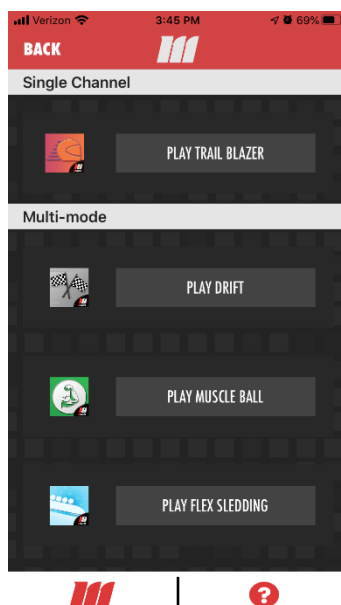 Verizon 3:45 PM 69%
BACK
Single Channel
PLAY TRAIL BLAZER
Multi-mode
PLAY DRIFT
PLAY MUSCLE BALL
PLAY FLEX SLEDDING
?